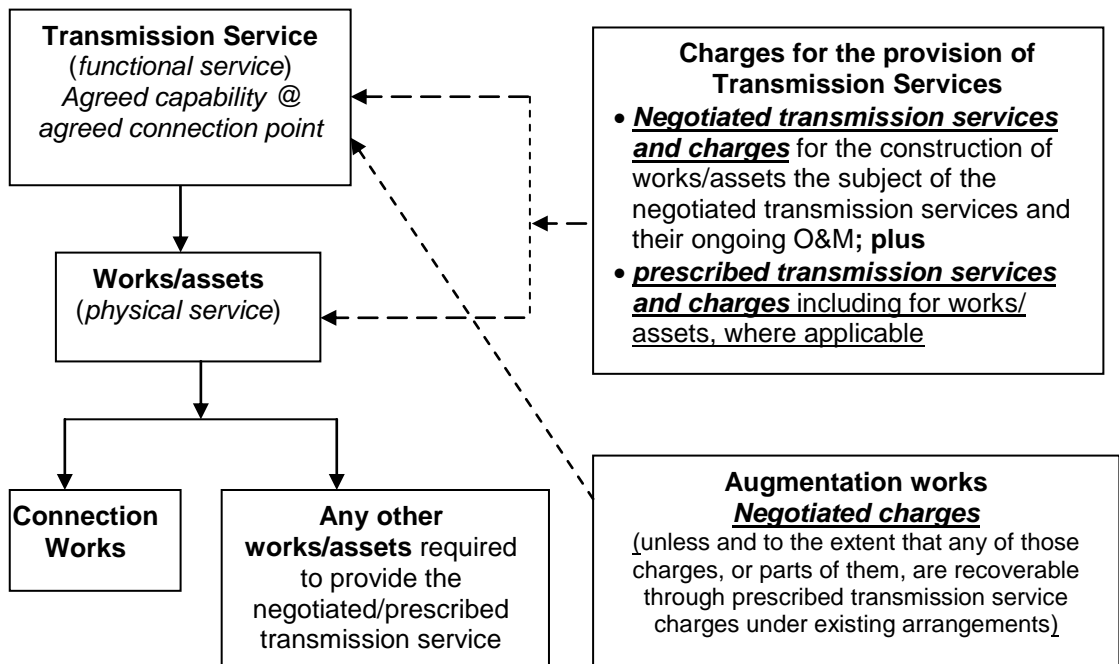 Transmission Service
(functional service)
Agreed capability @
agreed connection point
Works/assets
(physical service)
Connection
Works
Any other
works/assets required
to provide the
negotiated/prescribed
transmission service
Charges for the provision of
Transmission Services
• Negotiated transmission services
and charges for the construction of
works/assets the subject of the
negotiated transmission services and
their ongoing O&M; plus
• prescribed transmission services
and charges including for works/
assets, where applicable
Augmentation works
Negotiated charges
(unless and to the extent that any of those
charges, or parts of them, are recoverable
through prescribed transmission service
charges under existing arrangements)